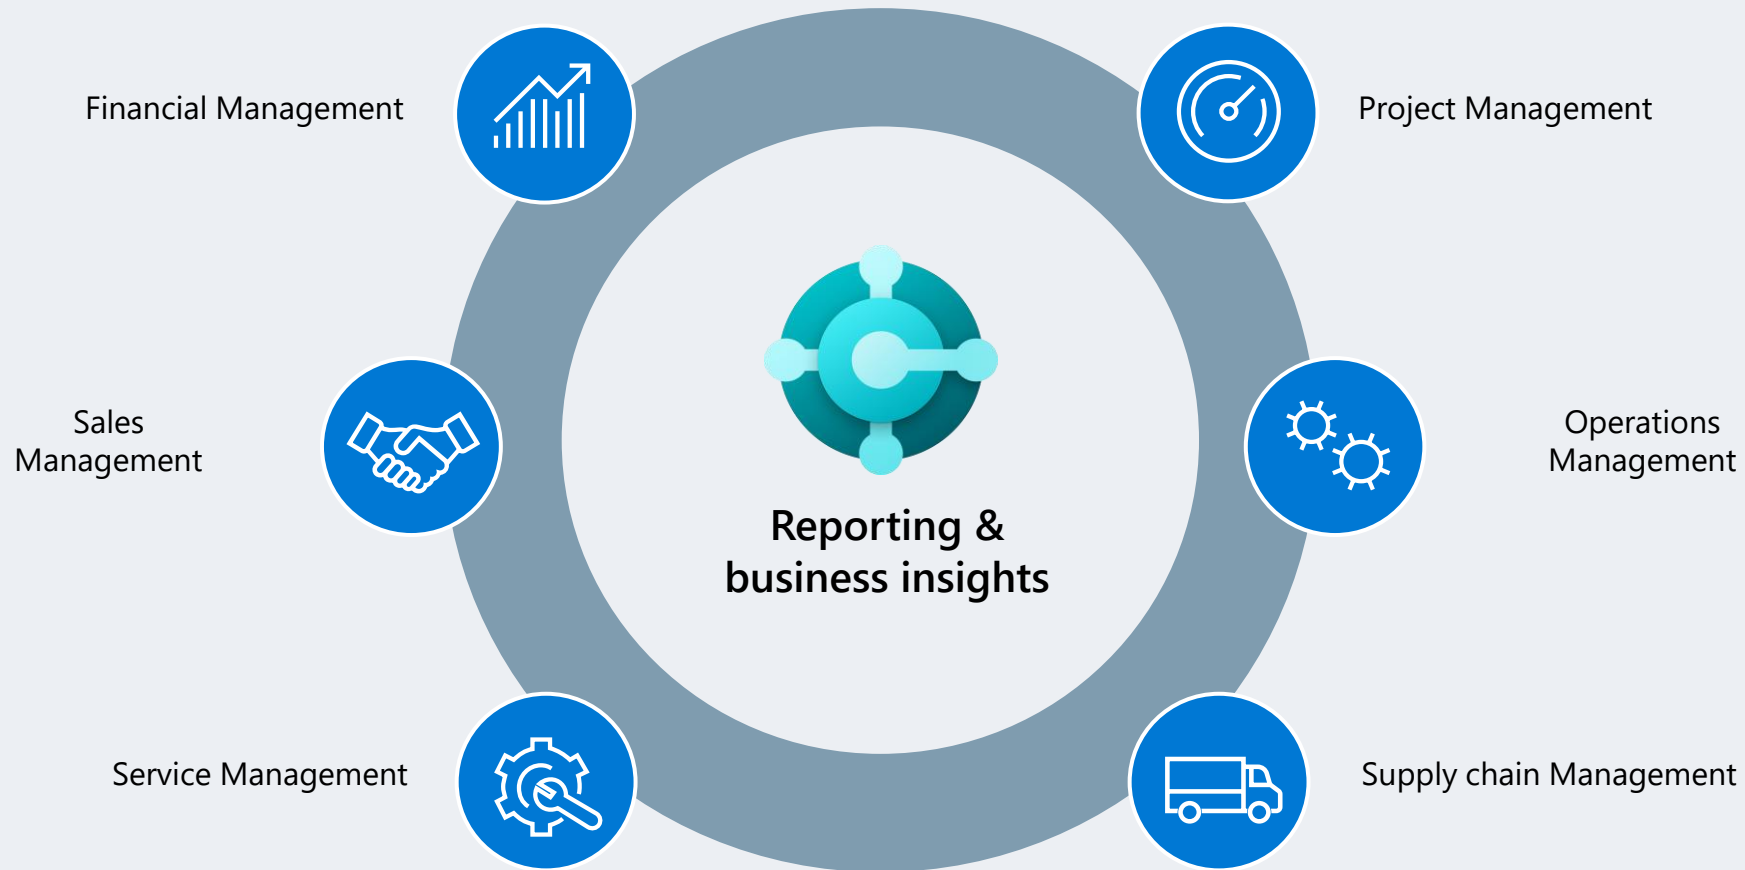 Financial Management
Project Management
Sales
Management
Reporting &
business insights
Operations
Management
Service Management
Supply chain Management